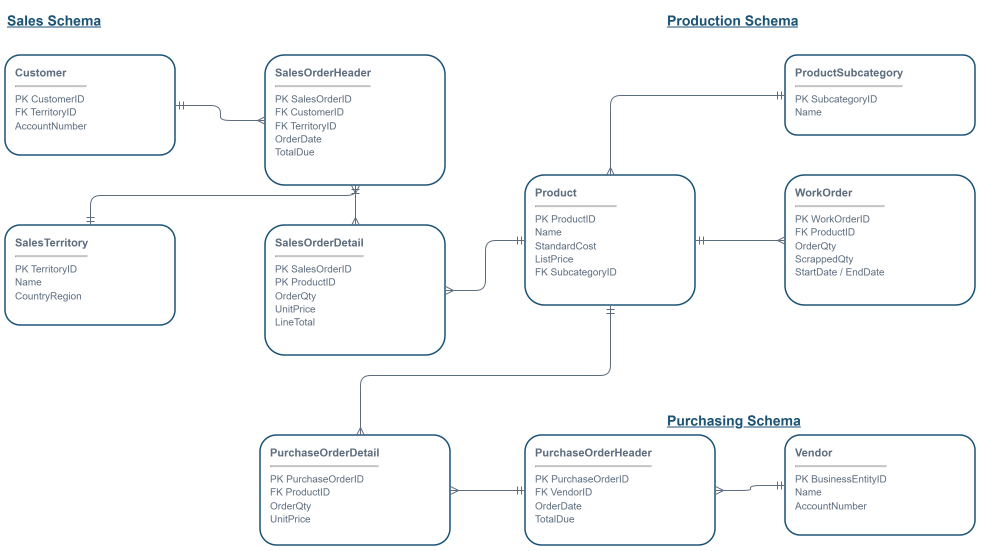 Sales Schema
Production Schema
Customer
PK CustomerID
FK TerritoryID
AccountNumber
SalesOrderHeader
PK SalesOrderID
FK CustomerID
FK TerritoryID
OrderDate
TotalDue
ProductSubcategory
PK SubcategoryID
Name
SalesTerritory
PK TerritoryID
Name
CountryRegion
SalesOrderDetail
PK SalesOrderID
PK ProductID
OrderQty
UnitPrice
LineTotal
Product
PK ProductID
Name
StandardCost
ListPrice
FK SubcategoryID
WorkOrder
PK WorkOrderID
FK ProductID
OrderQty
ScrappedQty
StartDate / EndDate
Purchasing Schema
PurchaseOrderDetail
PK PurchaseOrderID
FK ProductID
OrderQty
UnitPrice
PurchaseOrderHeader
PK PurchaseOrderID
FK VendorID
OrderDate
TotalDue
Vendor
PK BusinessEntityID
Name
AccountNumber